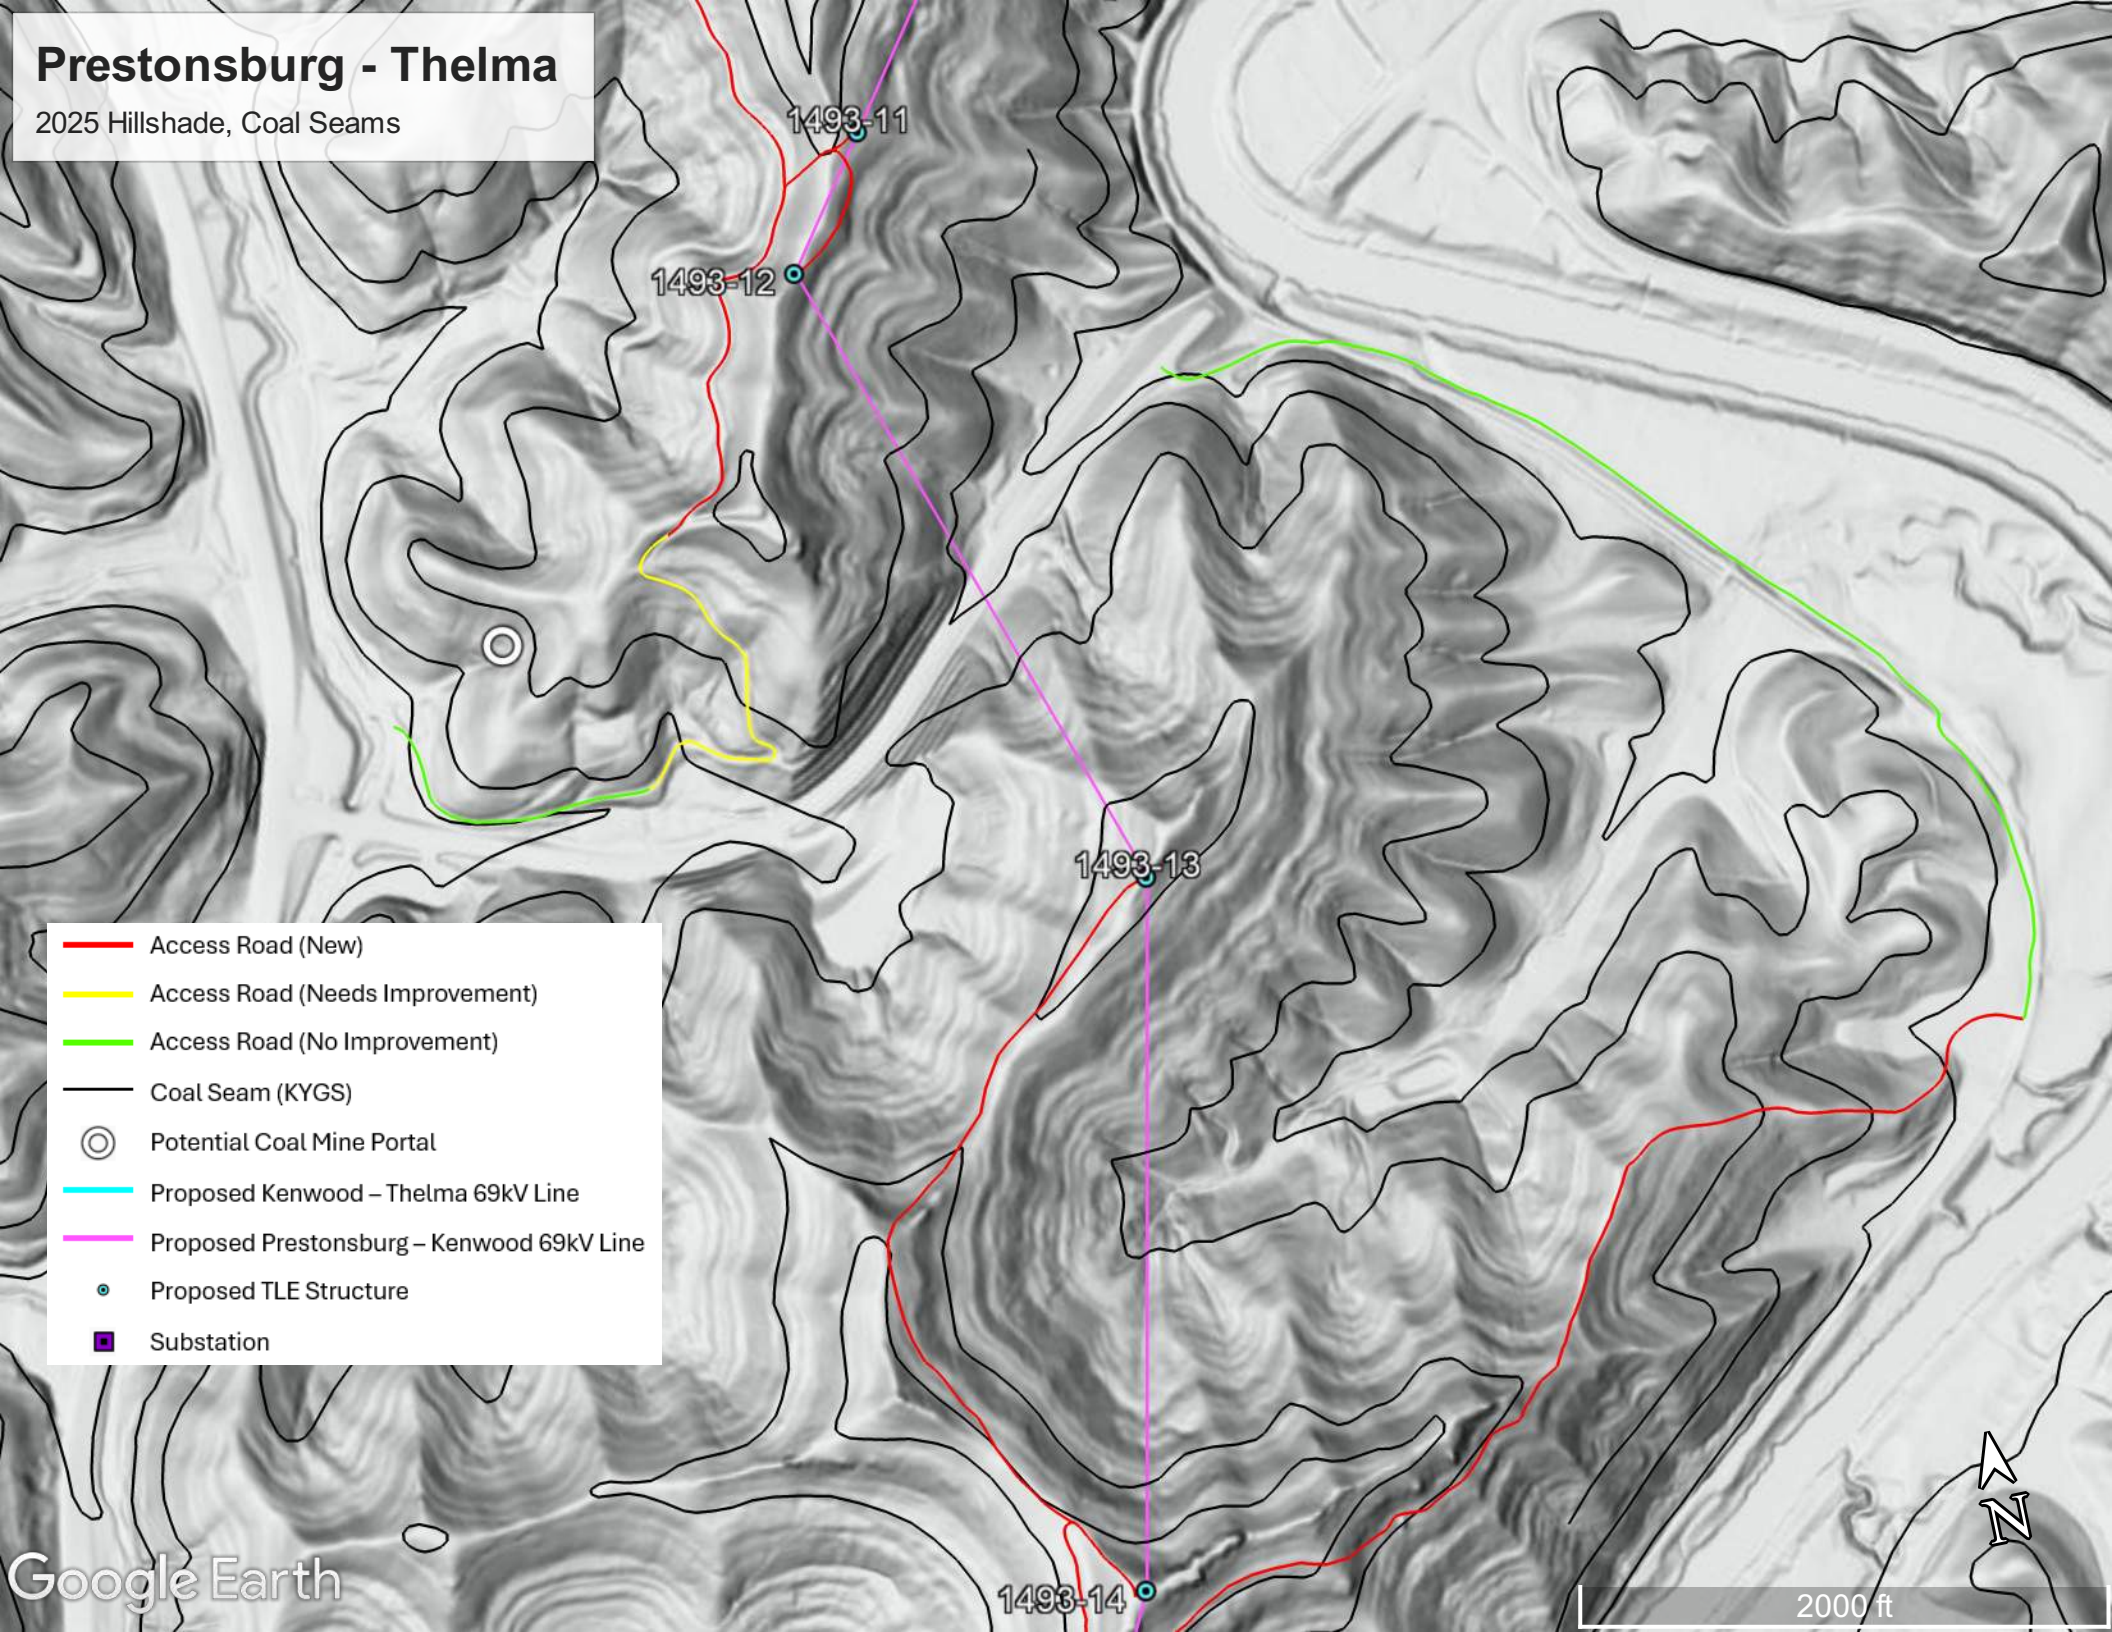 Prestonsburg - Thelma
2025 Hillshade, Coal Seams
1493-11
1493-12
1493-13
Access Road (New)
Access Road (Needs Improvement)
Access Road (No Improvement)
Coal Seam (KYGS)
Potential Coal Mine Portal
Proposed Kenwood – Thelma 69kV Line
Proposed Prestonsburg – Kenwood 69kV Line
Proposed TLE Structure
Substation
N
Google Earth
1493-14
2000 ft